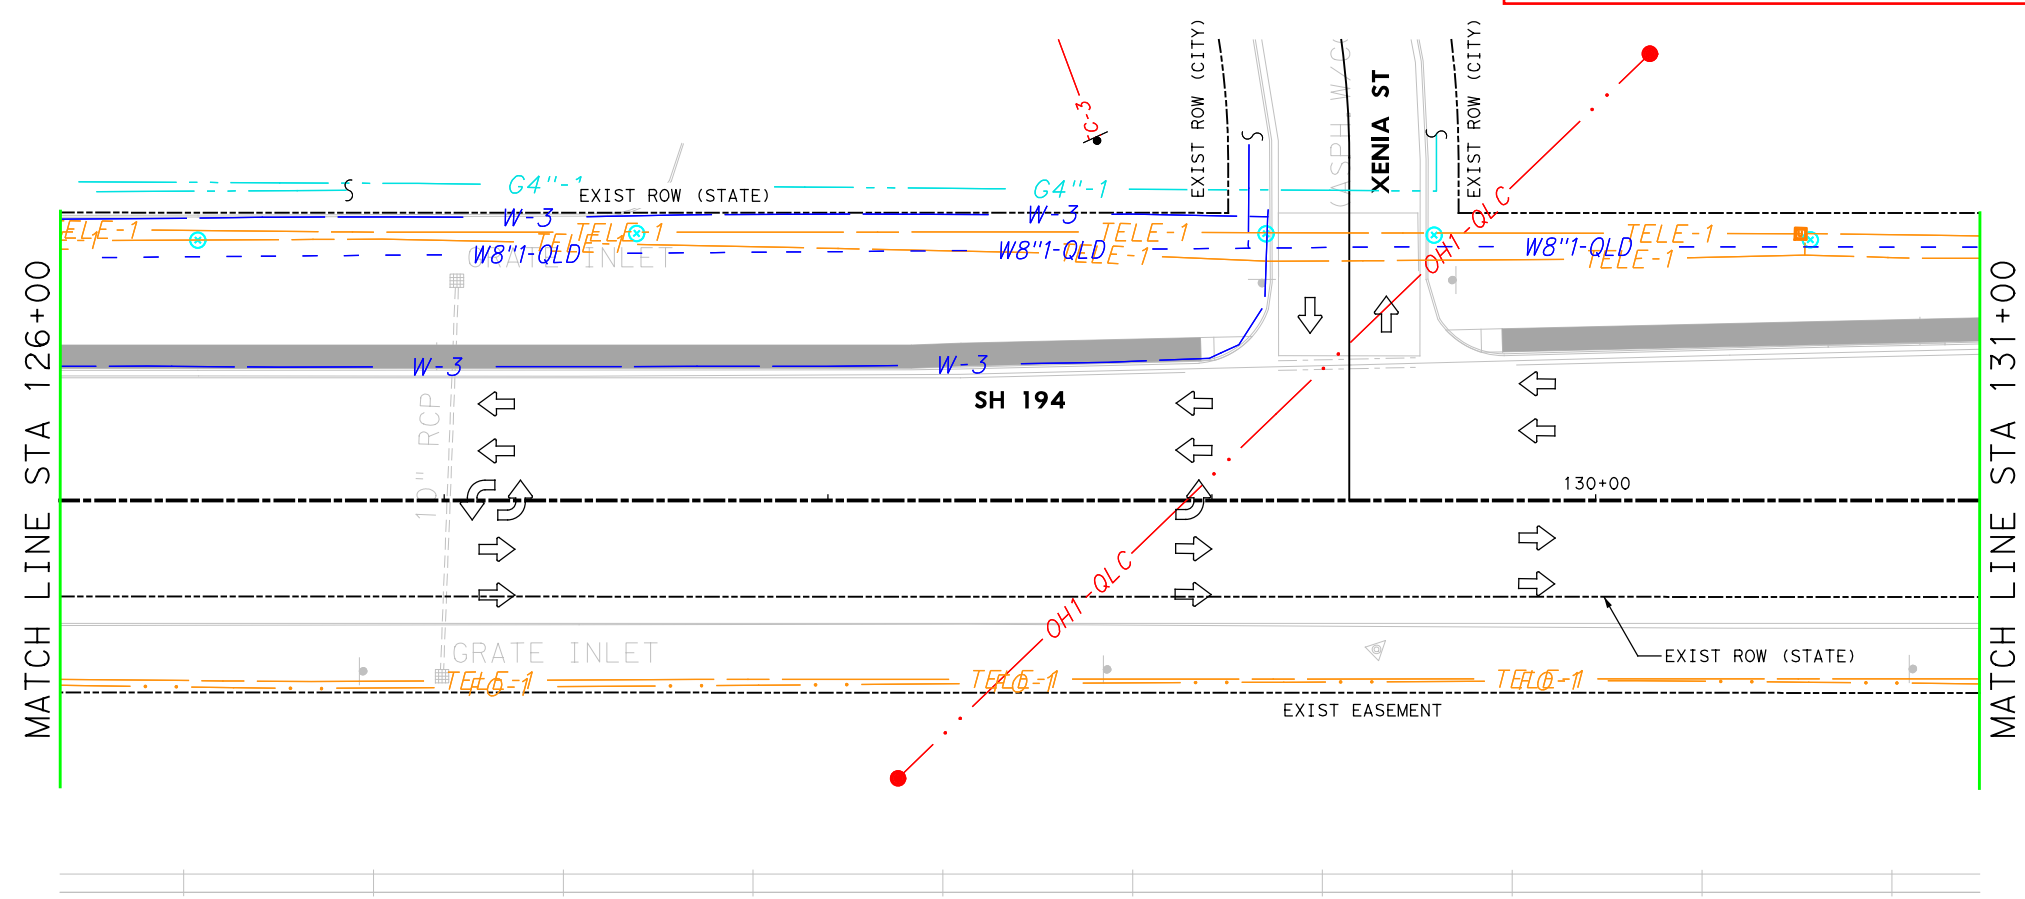 EXIST ROW (CITY)
C-3
(ASPH. W/C
XENIA ST
EXIST ROW (CITY)
G4"-1
EXIST ROW (STATE)
G4"-1
W-3
W-3
OH1-QLC
ELE-1
TELE-1
TELE-1
TELE-1
TELE-1
W8"1-QLD
W8"1-QLD
W8"1-QLD
TELE-1
TELE-1
GRATE INLET
MATCH LINE STA 126+00
MATCH LINE STA 131+00
W-3
W-3
SH 194
10" RCP
130+00
OH1-QLC
GRATE INLET
EXIST ROW (STATE)
TELE-1
TELE-1
TELE-1
EXIST EASEMENT